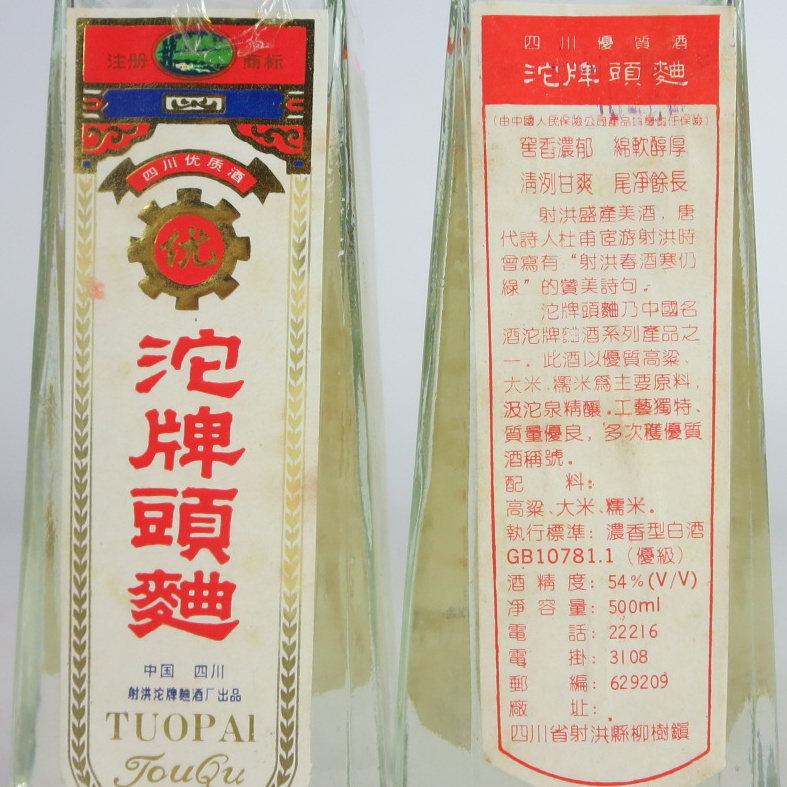 注册 商标
四川优质酒
优
沱牌頭麯
中国 四川
射洪沱牌麯酒厂出品
TUOPAI
TouQu
四川優質酒
沱牌頭麯
(由中國人民保險公司產品質量責任保險)
窖香濃郁 綿軟醇厚
清冽甘爽 尾淨餘長
射洪盛產美酒，唐
代詩人杜甫宦游射洪時
曾寫有“射洪春酒寒仍
綠”的贊美詩句。
沱牌頭麯乃中國名
酒沱牌麯酒系列產品之
一．此酒以優質高粱、
大米、糯米爲主要原料，
汲沱泉精釀．工藝獨特、
質量優良，多次穫優質
酒稱號。
配 料：
高粱、大米、糯米。
執行標準：濃香型白酒
GB10781.1（優級）
酒精度：54%(V/V)
净容量：500ml
電 話：22216
電 掛：3108
郵 編：629209
廠 址：
四川省射洪縣柳樹鎮